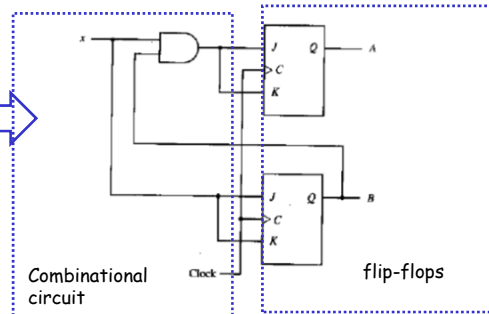 x
J Q A
C
K
J Q B
C
K
Clock
Combinational
circuit
flip-flops